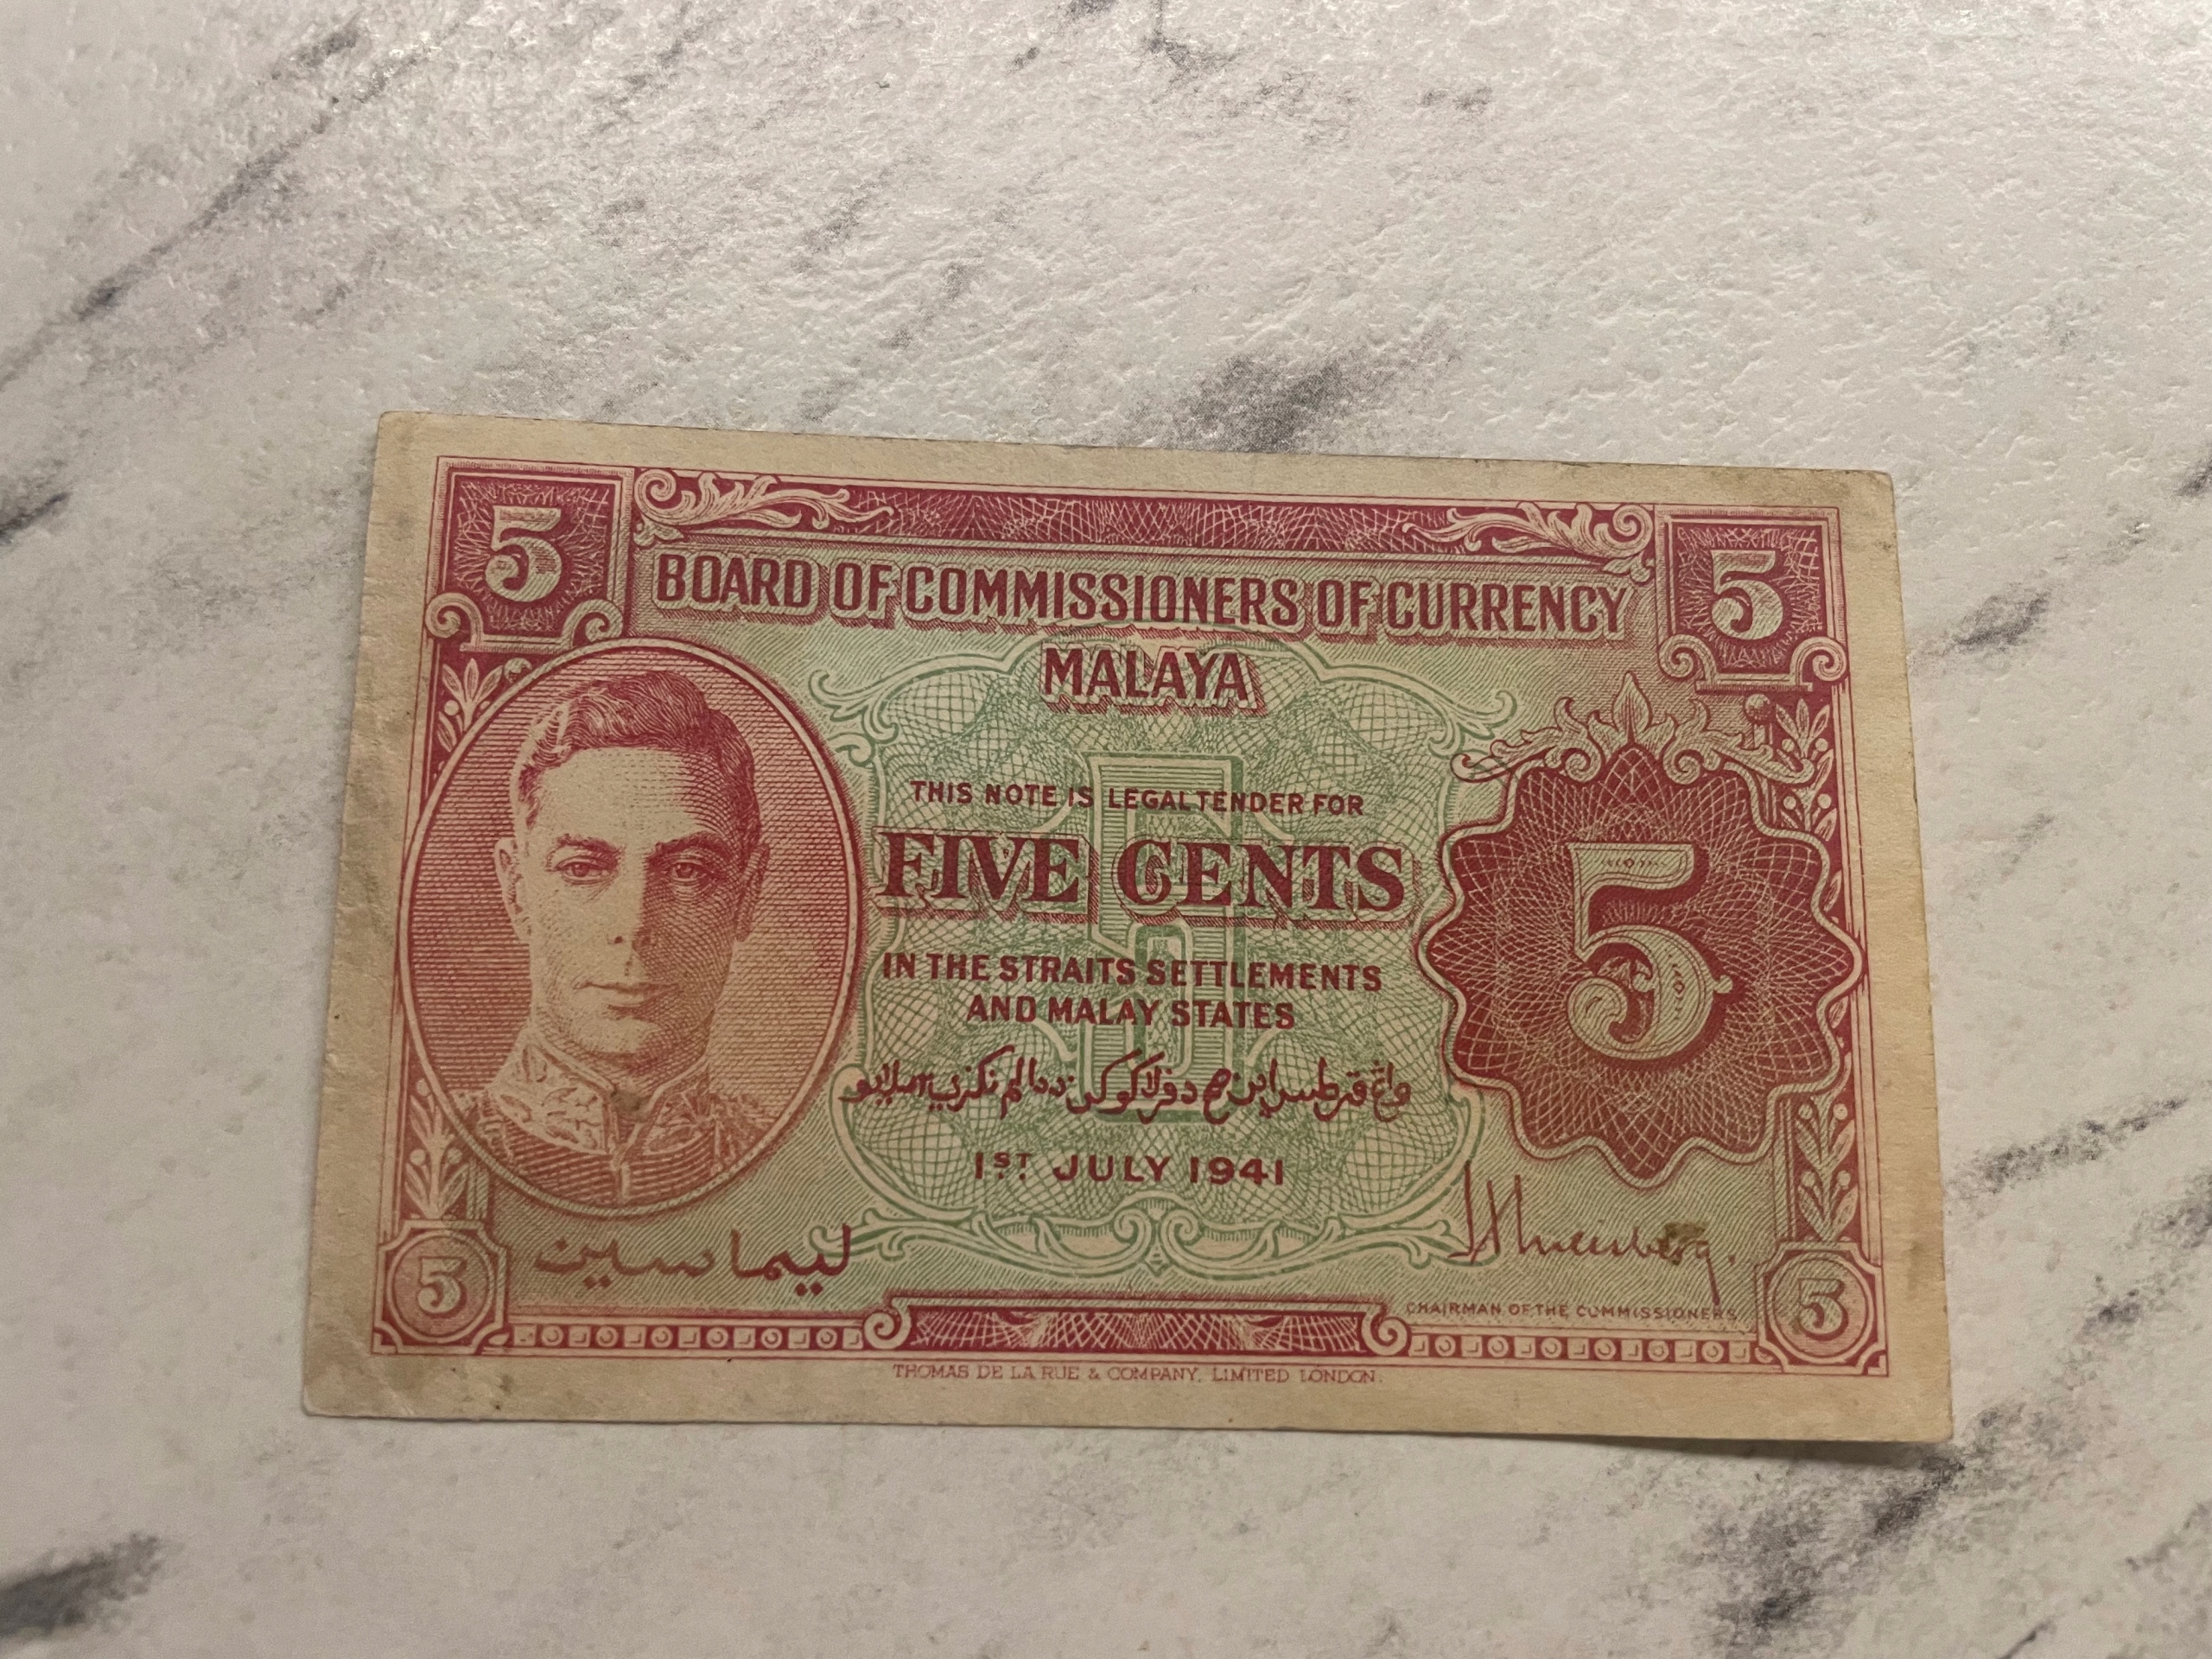 5
5
BOARD OF COMMISSIONERS OF CURRENCY
MALAYA
THIS NOTE IS LEGAL TENDER FOR
FIVE CENTS
5
5
IN THE STRAITS SETTLEMENTS
AND MALAY STATES
1ST JULY 1941
ليما سين
CHAIRMAN OF THE COMMISSIONERS
5
5
THOMAS DE LA RUE & COMPANY, LIMITED LONDON.